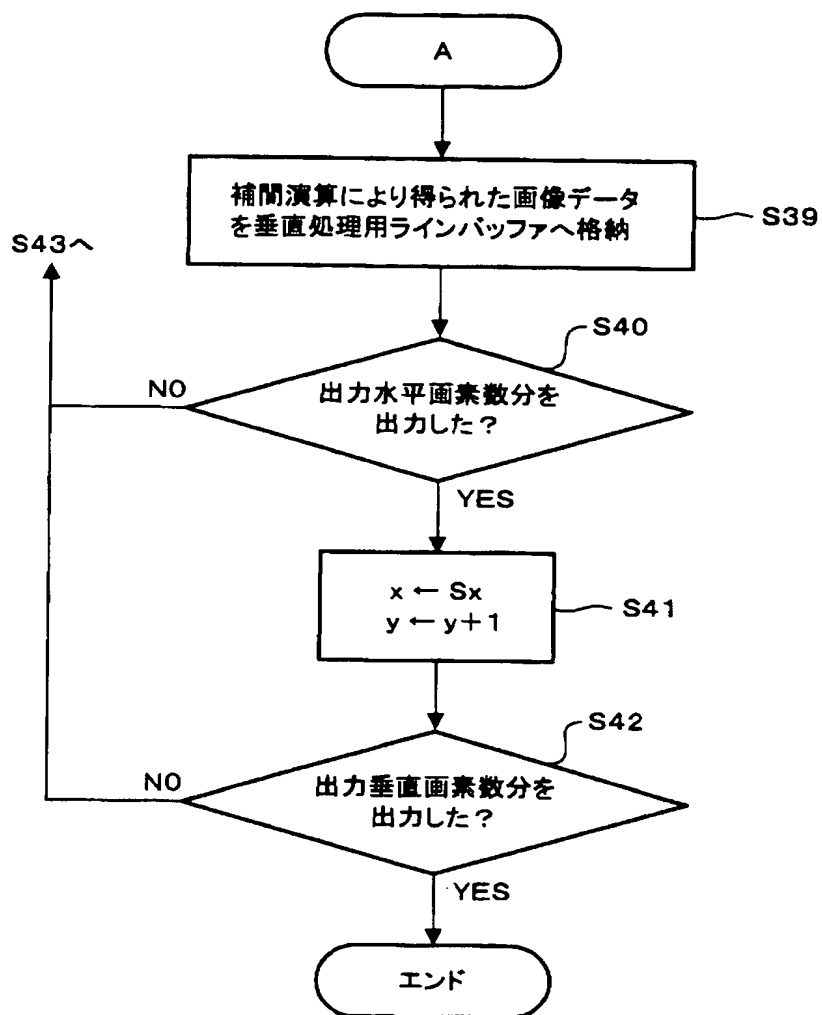 A
補間演算により得られた画像データ
を垂直処理用ラインバッファへ格納
S39
S43へ
S40
NO
出力水平画素数分を
出力した？
YES
x ← Sx
y ← y+1
S41
S42
NO
出力垂直画素数分を
出力した？
YES
エンド